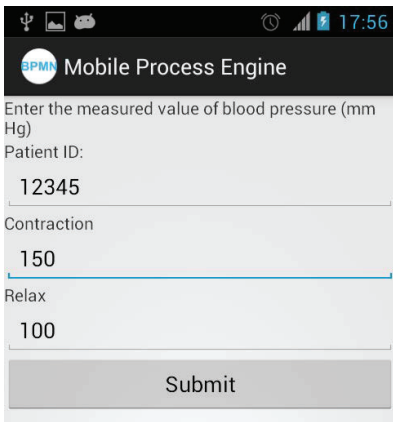 17:56
BPMN Mobile Process Engine
Enter the measured value of blood pressure (mm
Hg)
Patient ID:
12345
Contraction
150
Relax
100
Submit